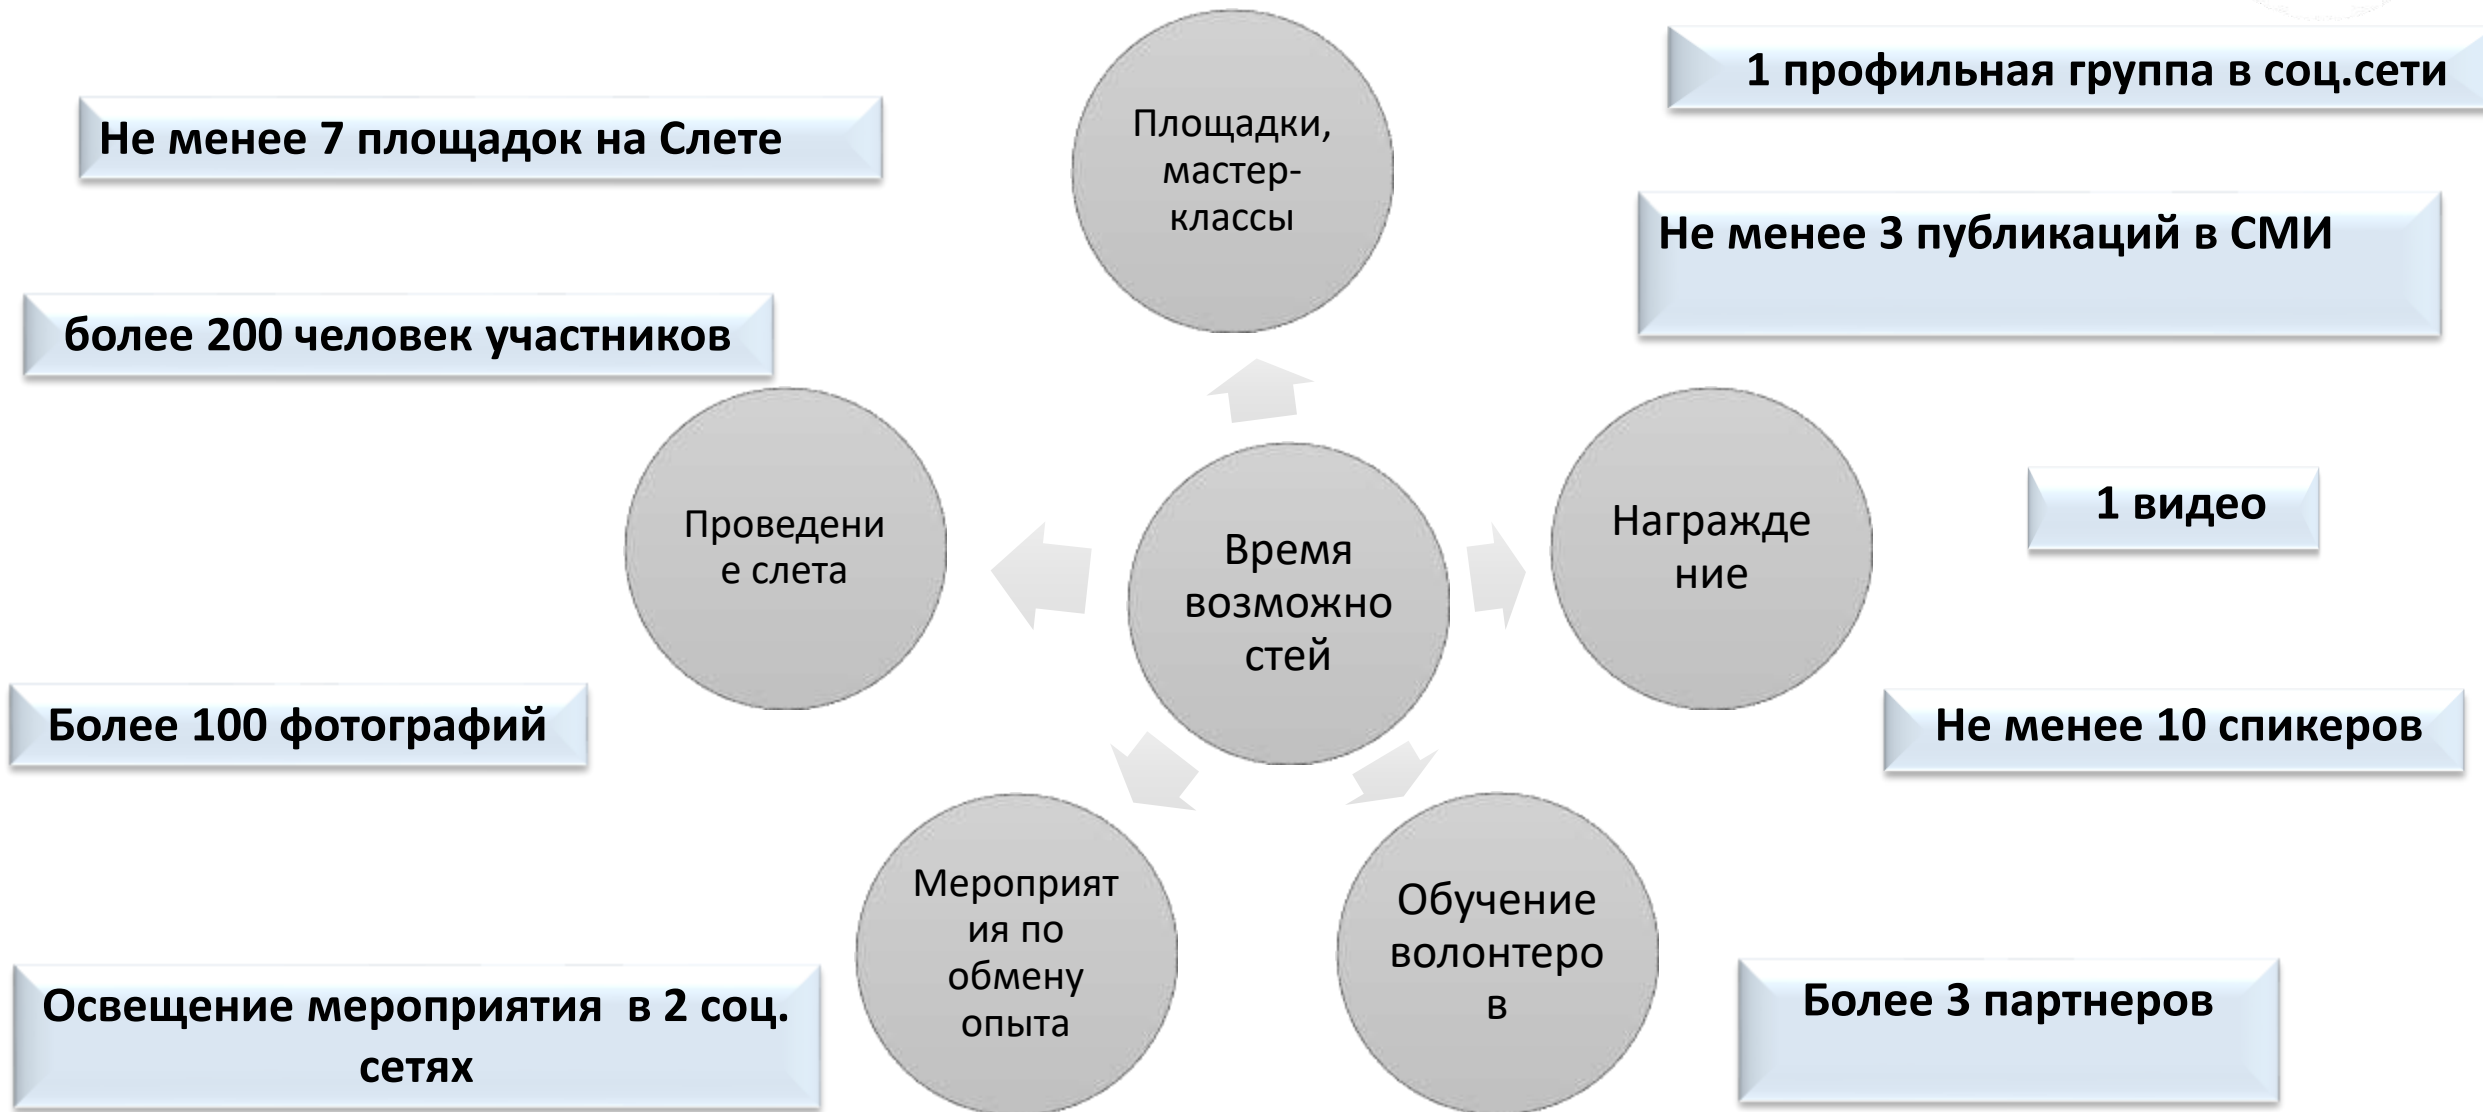 1 профильная группа в соц.сети
Не менее 7 площадок на Слете
Площадки,
мастер-
классы
Не менее 3 публикаций в СМИ
более 200 человек участников
Проведени
е слета
Время
возможно
стей
Награжде
ние
1 видео
Более 100 фотографий
Не менее 10 спикеров
Мероприят
ия по
обмену
опыта
Обучение
волонтеро
в
Освещение мероприятия  в 2 соц.
сетях
Более 3 партнеров